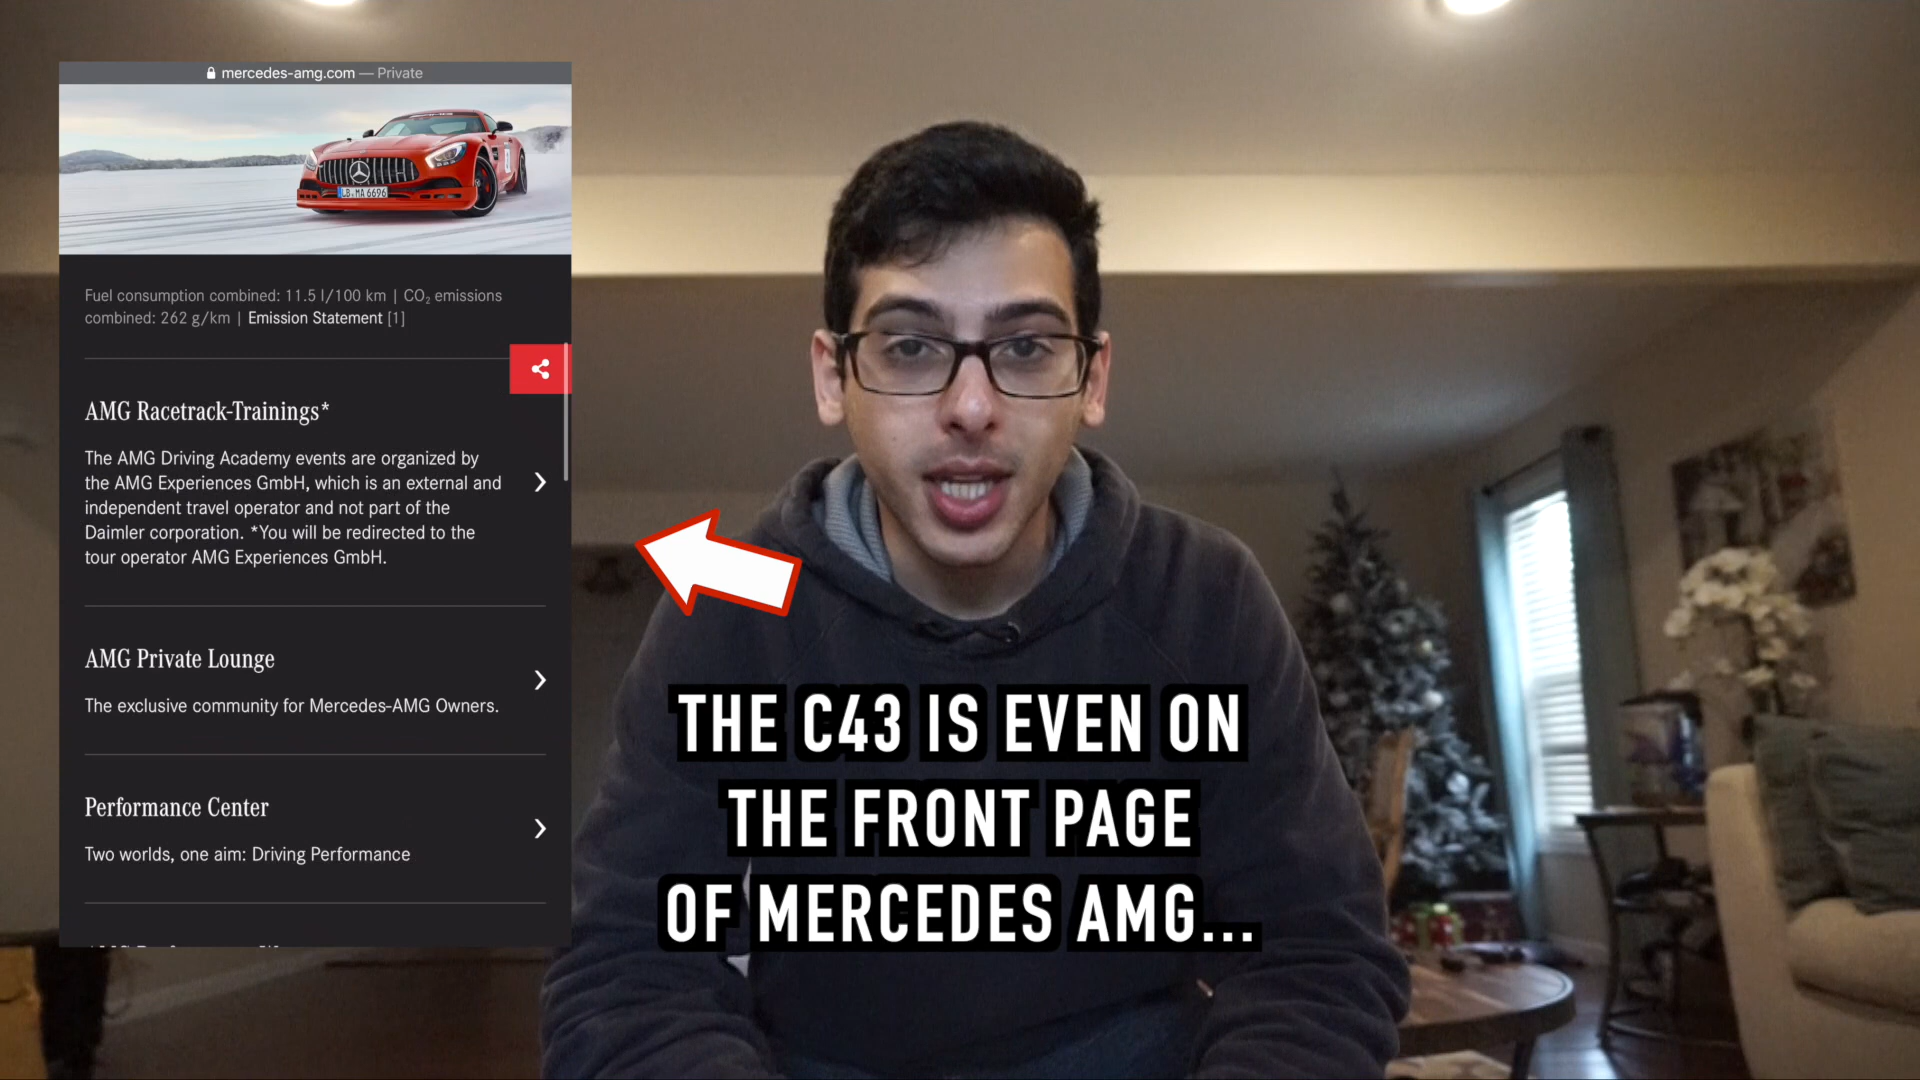 mercedes-amg.com — Private
LB-MA 6696
Fuel consumption combined: 11.5 l/100 km | CO₂ emissions
combined: 262 g/km | Emission Statement [1]
AMG Racetrack-Trainings*
The AMG Driving Academy events are organized by
the AMG Experiences GmbH, which is an external and
independent travel operator and not part of the
Daimler corporation. *You will be redirected to the
tour operator AMG Experiences GmbH.
AMG Private Lounge
The exclusive community for Mercedes-AMG Owners.
Performance Center
Two worlds, one aim: Driving Performance
THE C43 IS EVEN ON
THE FRONT PAGE
OF MERCEDES AMG...